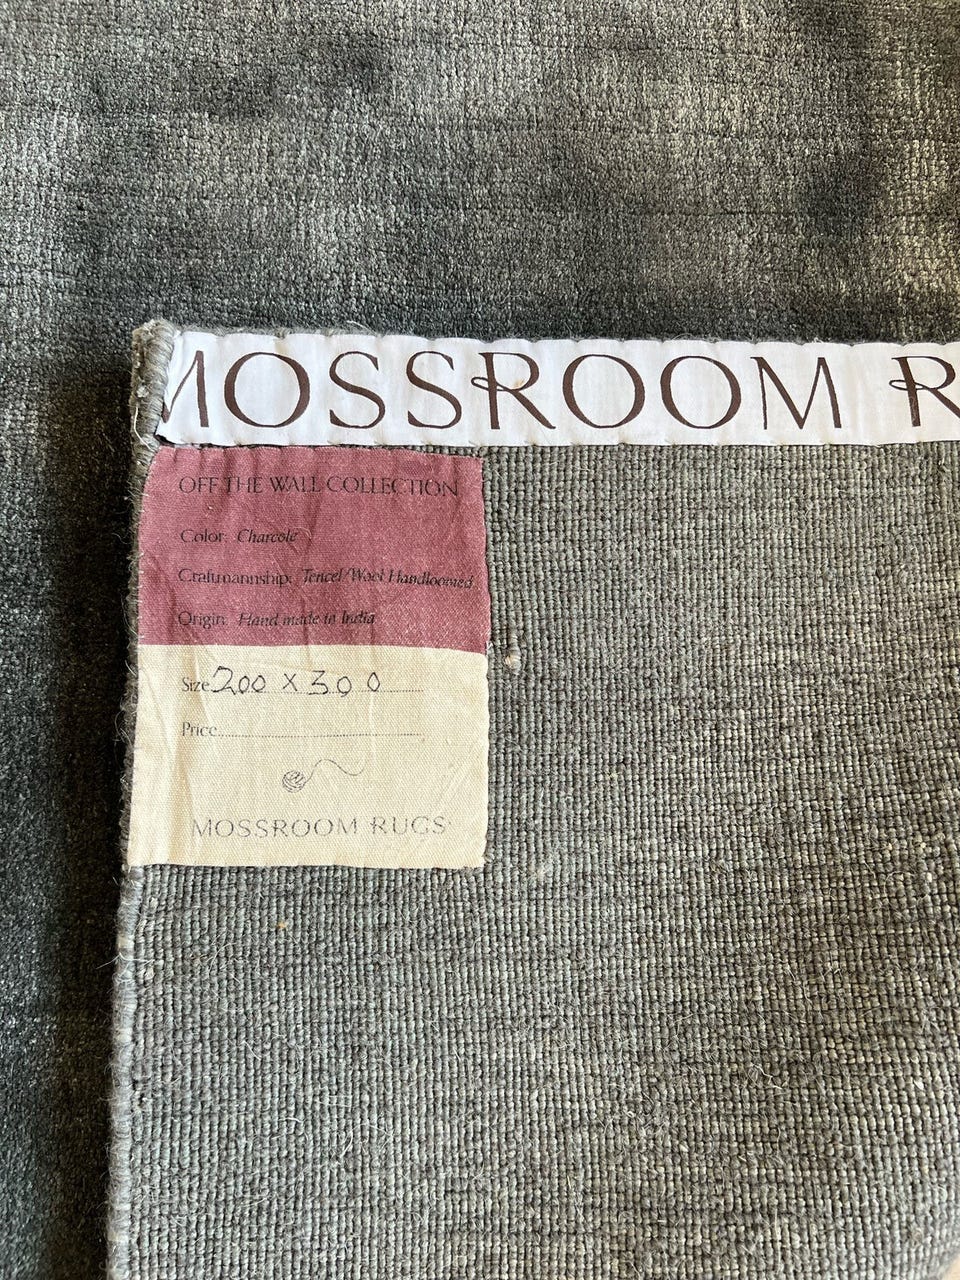 MOSSROOM R
OFF THE WALL COLLECTION
Color: Charcole
Craftmannship: Tencel/Wool Handloomed
Origin: Hand made in India
Size 200 x 300
Price
MOSSROOM RUGS